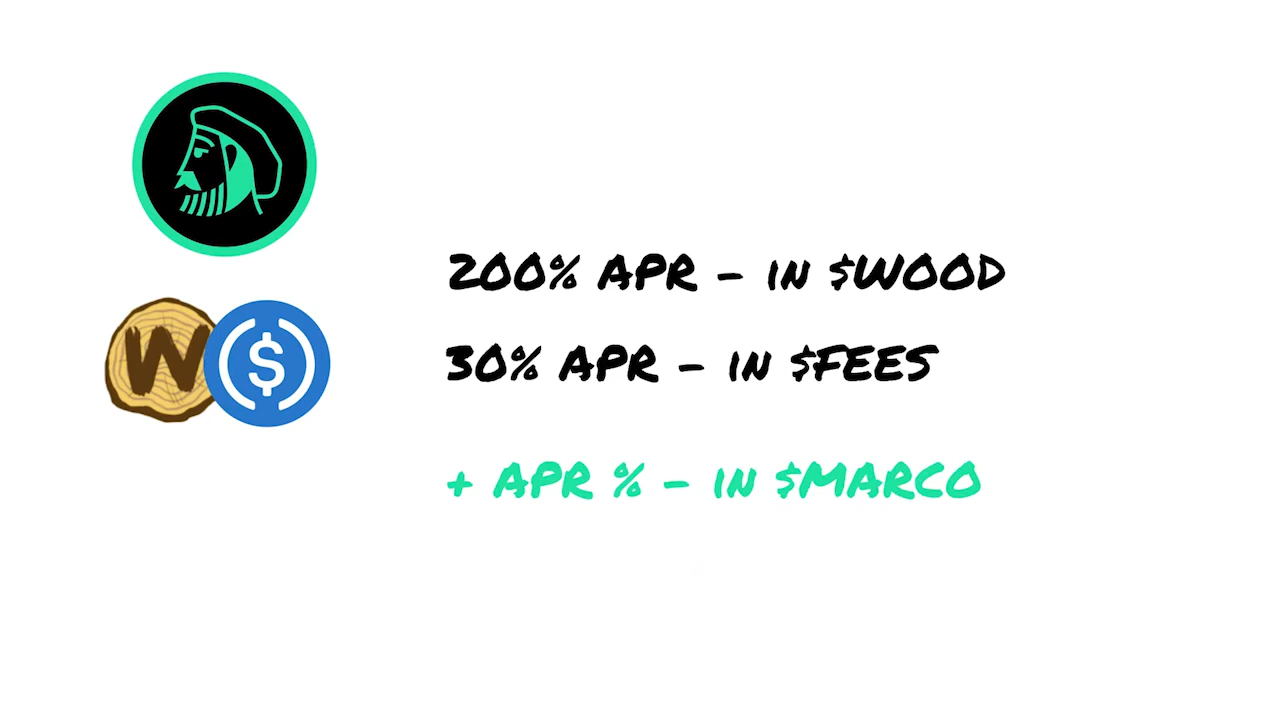 200% APR - IN $WOOD
W $
30% APR - IN $FEES
+ APR % - IN $MARCO